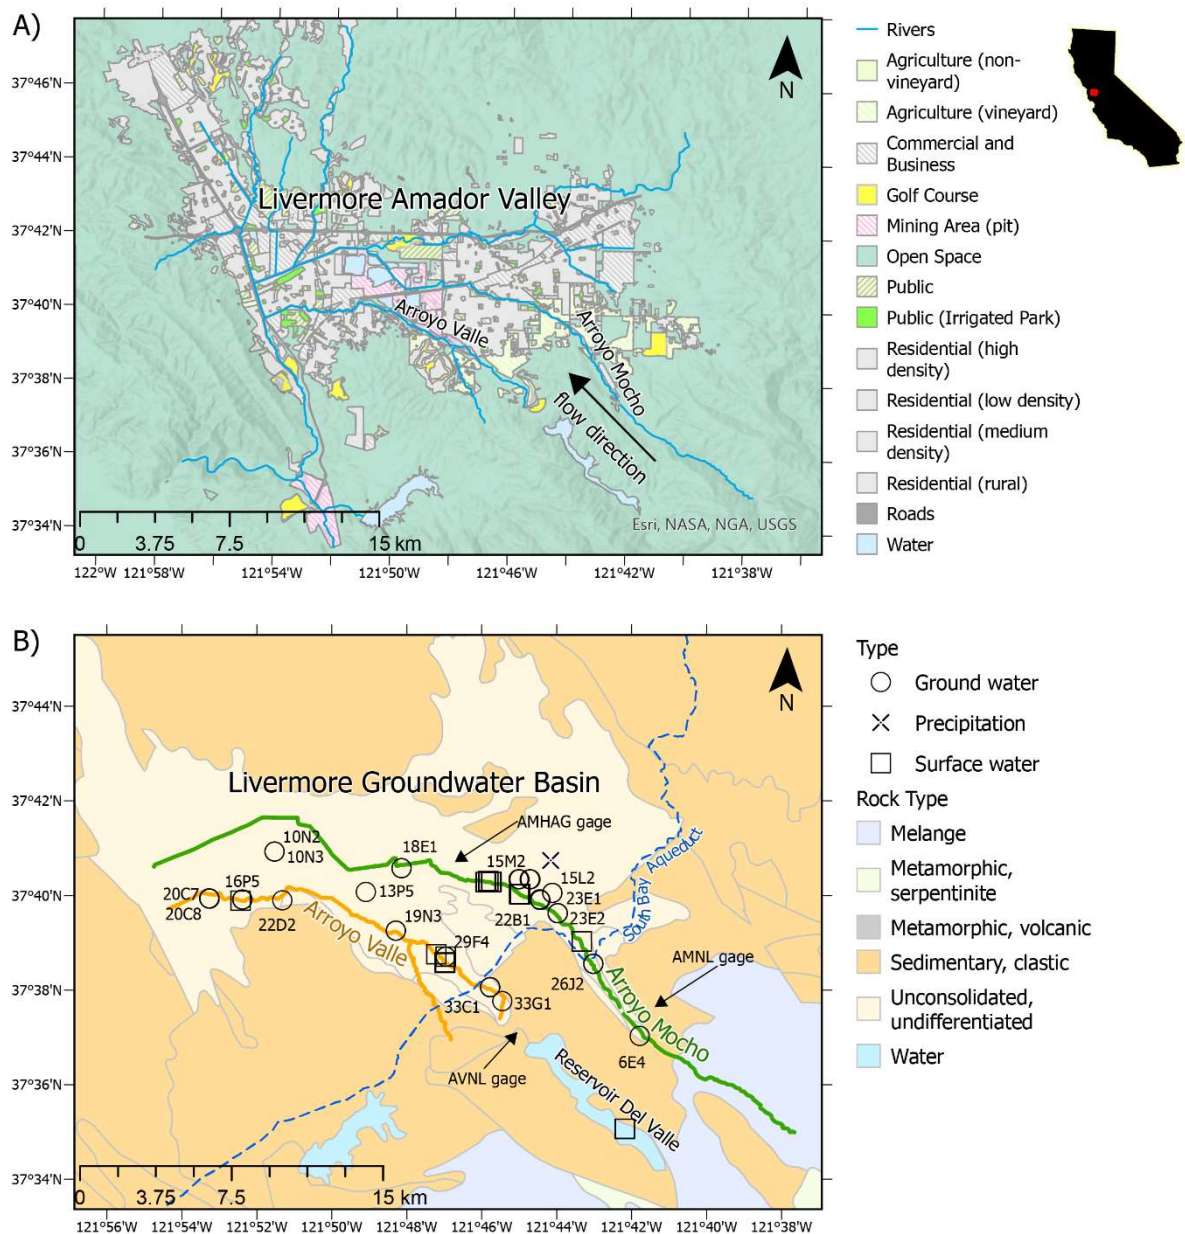 A)
37°46'N
37°44'N
37°42'N
37°40'N
37°38'N
37°36'N
37°34'N
N
Livermore Amador Valley
Arroyo Valle
Arroyo Mocho
flow direction
Esri, NASA, NGA, USGS
0 3.75 7.5 15 km
122°W 121°58'W 121°54'W 121°50'W 121°46'W 121°42'W 121°38'W
Rivers
Agriculture (non-
vineyard)
Agriculture (vineyard)
Commercial and
Business
Golf Course
Mining Area (pit)
Open Space
Public
Public (Irrigated Park)
Residential (high
density)
Residential (low density)
Residential (medium
density)
Residential (rural)
Roads
Water
B)
37°44'N
37°42'N
37°40'N
37°38'N
37°36'N
37°34'N
N
Livermore Groundwater Basin
AMHAG gage
10N2
10N3
18E1
15M2
15L2
13P5
23E1
23E2
22B1
20C7
20C8
16P5
22D2
19N3
29F4
Arroyo Valle
South Bay Aqueduct
AMNL gage
26J2
33C1
33G1
Arroyo Mocho
6E4
AVNL gage
Reservoir Del Valle
0 3.75 7.5 15 km
121°56'W 121°54'W 121°52'W 121°50'W 121°48'W 121°46'W 121°44'W 121°42'W 121°40'W 121°38'W
Type
Ground water
Precipitation
Surface water
Rock Type
Melange
Metamorphic,
serpentinite
Metamorphic, volcanic
Sedimentary, clastic
Unconsolidated,
undifferentiated
Water